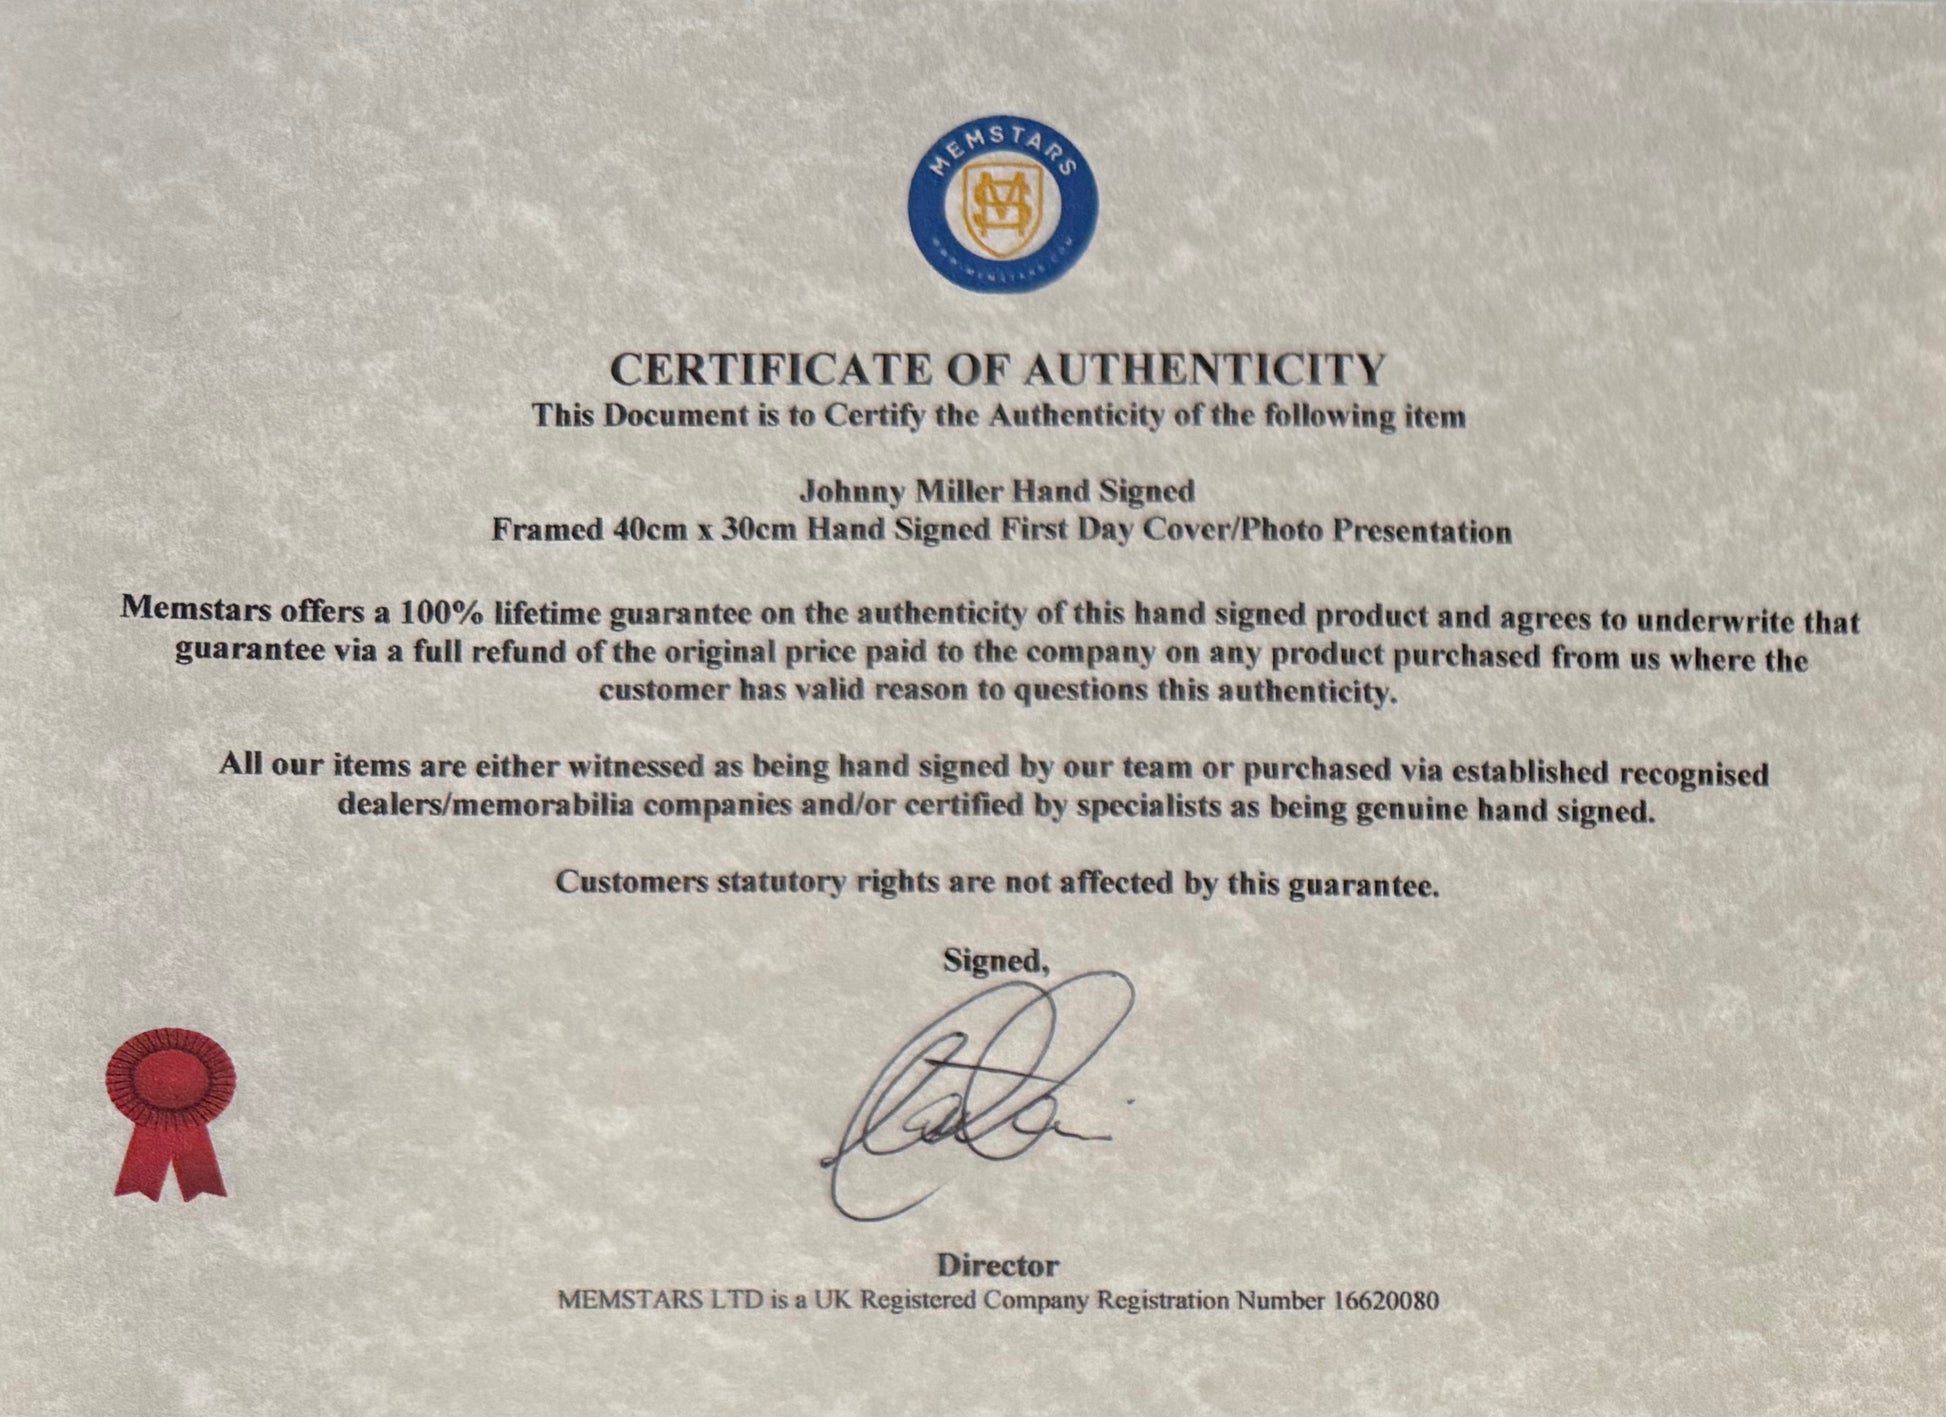 MEMSTARS
WWW.MEMSTARS.COM
CERTIFICATE OF AUTHENTICITY
This Document is to Certify the Authenticity of the following item
Johnny Miller Hand Signed
Framed 40cm x 30cm Hand Signed First Day Cover/Photo Presentation
Memstars offers a 100% lifetime guarantee on the authenticity of this hand signed product and agrees to underwrite that
guarantee via a full refund of the original price paid to the company on any product purchased from us where the
customer has valid reason to questions this authenticity.
All our items are either witnessed as being hand signed by our team or purchased via established recognised
dealers/memorabilia companies and/or certified by specialists as being genuine hand signed.
Customers statutory rights are not affected by this guarantee.
Signed,
Director
MEMSTARS LTD is a UK Registered Company Registration Number 16620080